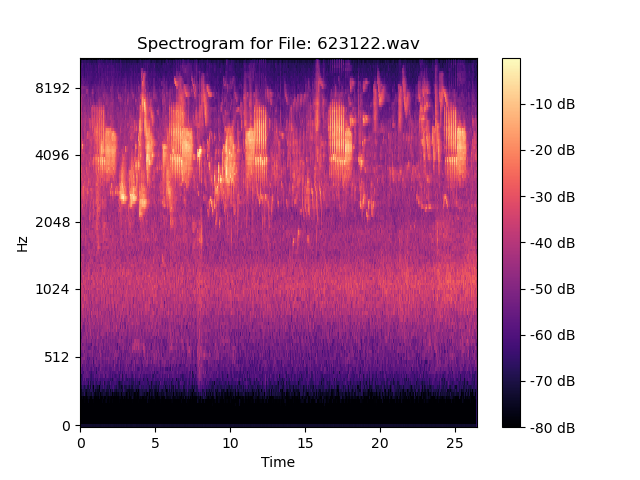 Spectrogram for File: 623122.wav
8192
4096
2048
1024
512
0
Hz
0 5 10 15 20 25
Time
-10 dB
-20 dB
-30 dB
-40 dB
-50 dB
-60 dB
-70 dB
-80 dB